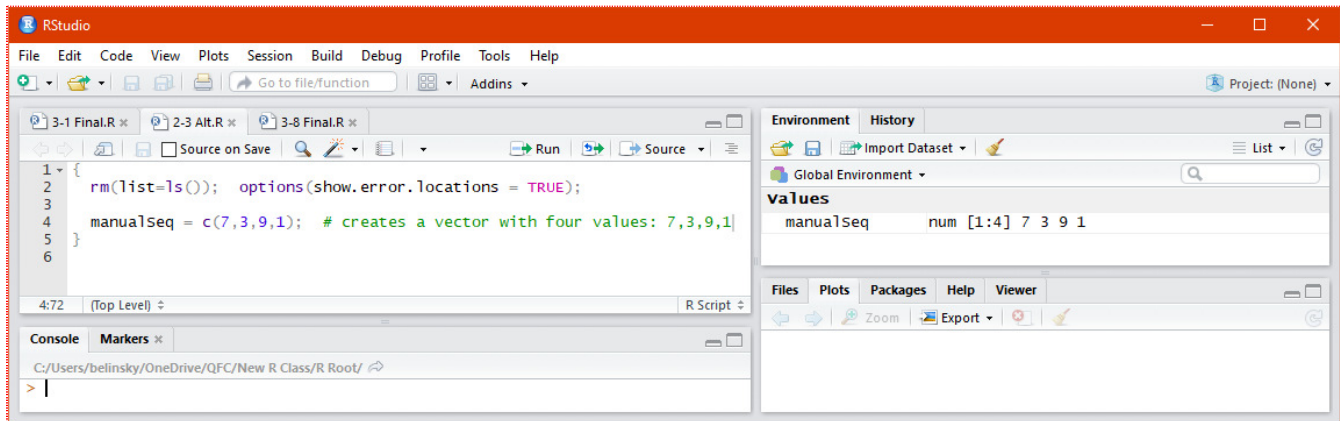 RStudio
File Edit Code View Plots Session Build Debug Profile Tools Help
Go to file/function Addins Project: (None)
3-1 Final.R 2-3 Alt.R 3-8 Final.R
Source on Save Run Source
1 {
2 rm(list=ls()); options(show.error.locations = TRUE);
3
4 manualSeq = c(7,3,9,1); # creates a vector with four values: 7,3,9,1
5 }
6
4:72 (Top Level) R Script
Console Markers
C:/Users/belinsky/OneDrive/QFC/New R Class/R Root/
>
Environment History
Import Dataset List
Global Environment
Values
manualSeq num [1:4] 7 3 9 1
Files Plots Packages Help Viewer
Zoom Export